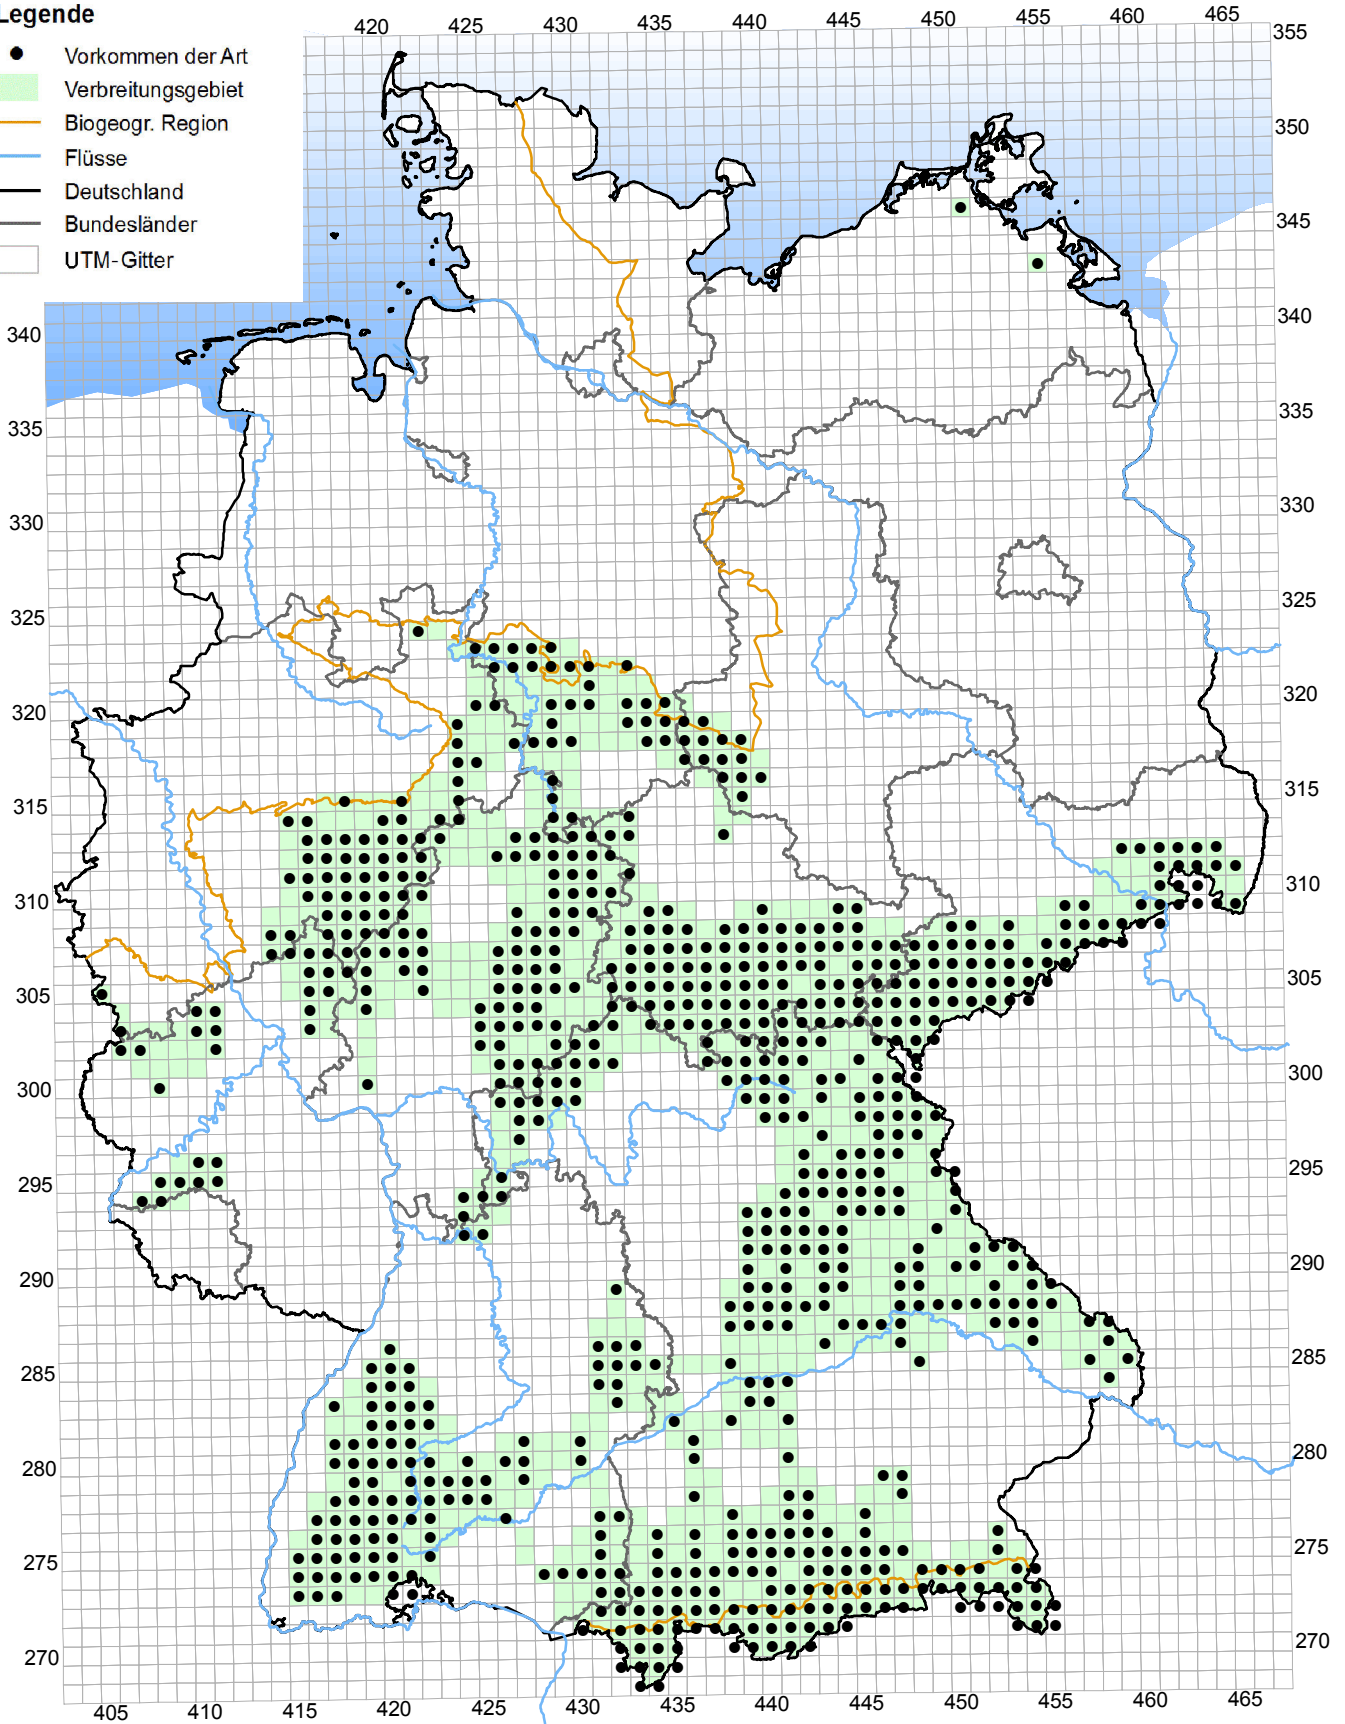 Legende
Vorkommen der Art
Verbreitungsgebiet
Biogeogr. Region
Flüsse
Deutschland
Bundesländer
UTM-Gitter
420 425 430 435 440 445 450 455 460 465
355
350
345
340 340
335 335
330 330
325 325
320 320
315 315
310 310
305 305
300 300
295 295
290 290
285 285
280 280
275 275
270 270
405 410 415 420 425 430 435 440 445 450 455 460 465